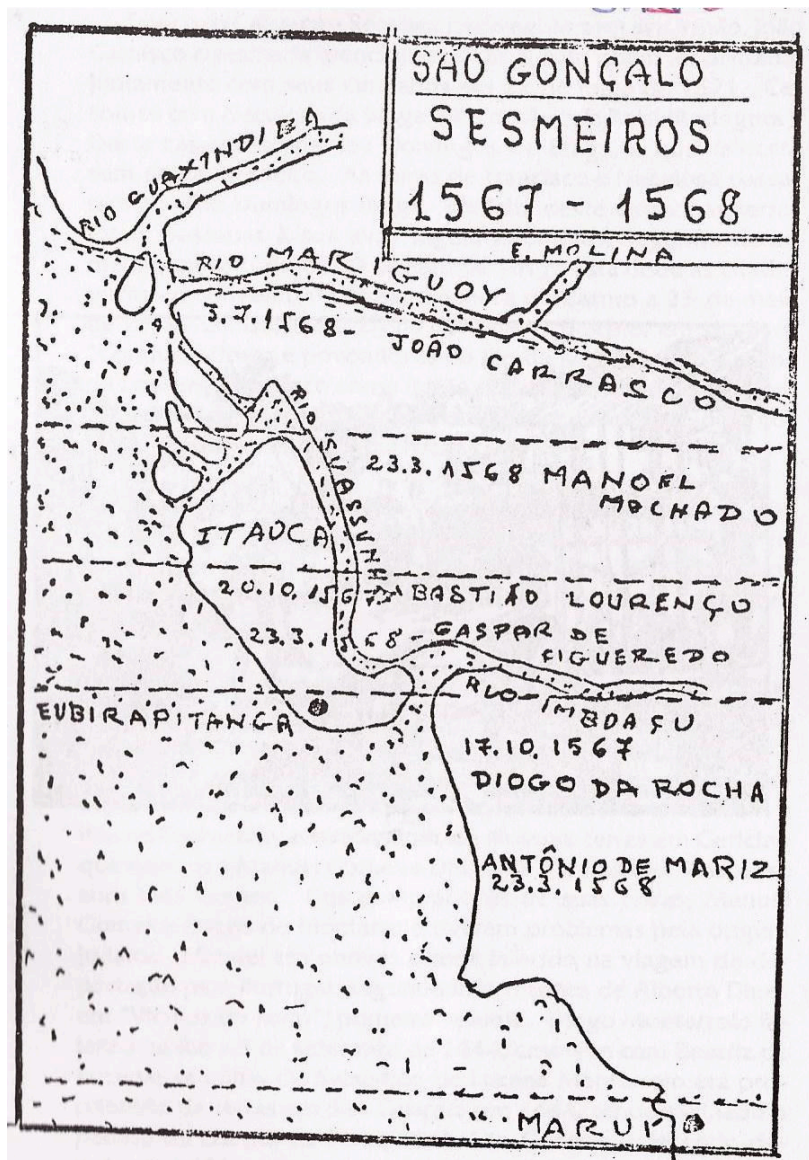 SÃO GONÇALO
SESMEIROS
1567 - 1568
E. MOLINA
RIO GUAXINDIBA
RIO MARIGUOY
3.7.1568.
JOÃO CARRASCO
23.3.1568 MANOEL
MACHADO
ITAUCA
20.10.1567 BASTIÃO LOURENÇO
23.3.1568 GASPAR DE
FIGUEREDO
RIO IMBOAÇU
EUBIRAPITANGA
17.10.1567
DIOGO DA ROCHA
ANTÔNIO DE MARIZ
23.3.1568
MARUÍ